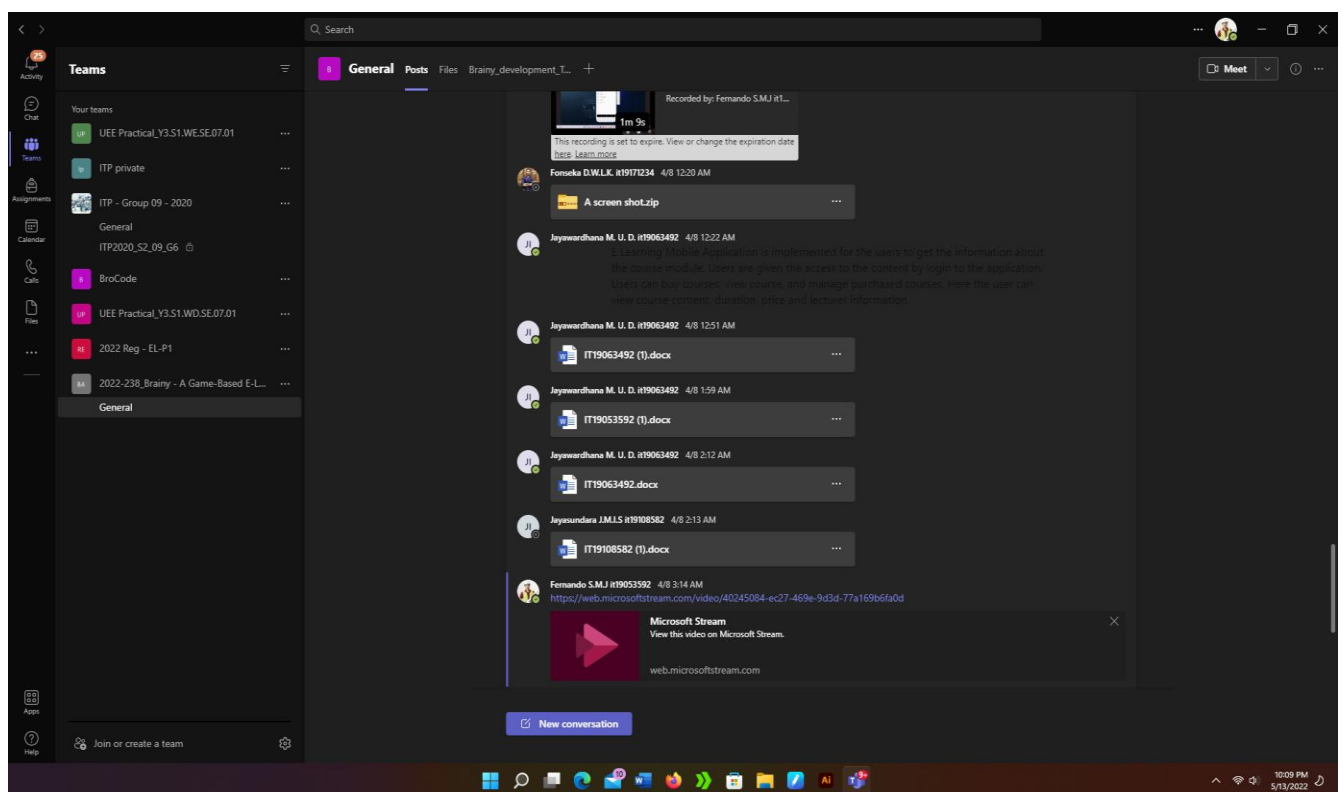 Search
25
Activity
Chat
Teams
Assignments
Calendar
Calls
Files
Apps
Help
Teams
Your teams
UP UEE Practical_Y3.S1.WE.SE.07.01
ITP private
ITP - Group 09 - 2020
General
ITP2020_S2_09_G6
B BroCode
UP UEE Practical_Y3.S1.WD.SE.07.01
RE 2022 Reg - EL-P1
BA 2022-238_Brainy - A Game-Based E-L...
General
Join or create a team
B General Posts Files Brainy_development_T...
Meet
Recorded by: Fernando S.M.J it1...
1m 9s
This recording is set to expire. View or change the expiration date
here. Learn more
Fonseka D.W.L.K. it19171234 4/8 12:20 AM
A screen shot.zip
Jayawardhana M. U. D. it19063492 4/8 12:22 AM
E Learning Mobile Application is implemented for the users to get the information about
the course module. Users are given the access to the content by login to the application.
Users can buy courses, view course, and manage purchased courses. Here the user can
view course content, duration, price and lecturer information.
Jayawardhana M. U. D. it19063492 4/8 12:51 AM
IT19063492 (1).docx
Jayawardhana M. U. D. it19063492 4/8 1:59 AM
IT19053592 (1).docx
Jayawardhana M. U. D. it19063492 4/8 2:12 AM
IT19063492.docx
Jayasundara J.M.I.S it19108582 4/8 2:13 AM
IT19108582 (1).docx
Fernando S.M.J it19053592 4/8 3:14 AM
https://web.microsoftstream.com/video/40245084-ec27-469e-9d3d-77a169b6fa0d
Microsoft Stream
View this video on Microsoft Stream.
web.microsoftstream.com
New conversation
10:09 PM
5/13/2022